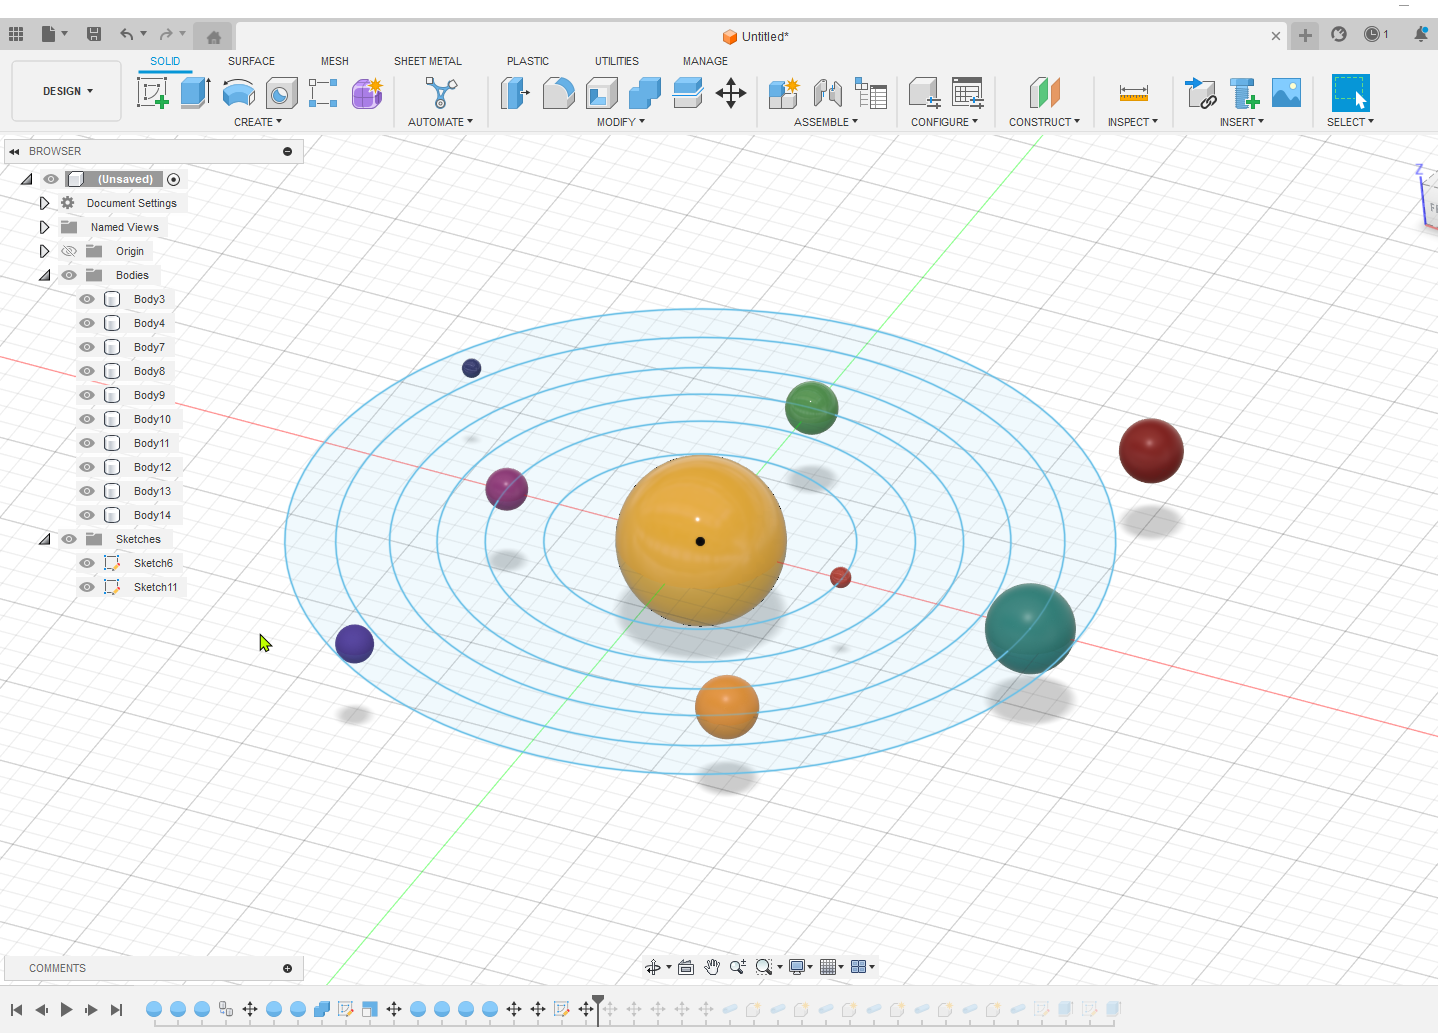 Untitled*
1
DESIGN
SOLID
SURFACE
MESH
SHEET METAL
PLASTIC
UTILITIES
MANAGE
CREATE
AUTOMATE
MODIFY
ASSEMBLE
CONFIGURE
CONSTRUCT
INSPECT
INSERT
SELECT
BROWSER
(Unsaved)
Document Settings
Named Views
Origin
Bodies
Body3
Body4
Body7
Body8
Body9
Body10
Body11
Body12
Body13
Body14
Sketches
Sketch6
Sketch11
Z
COMMENTS